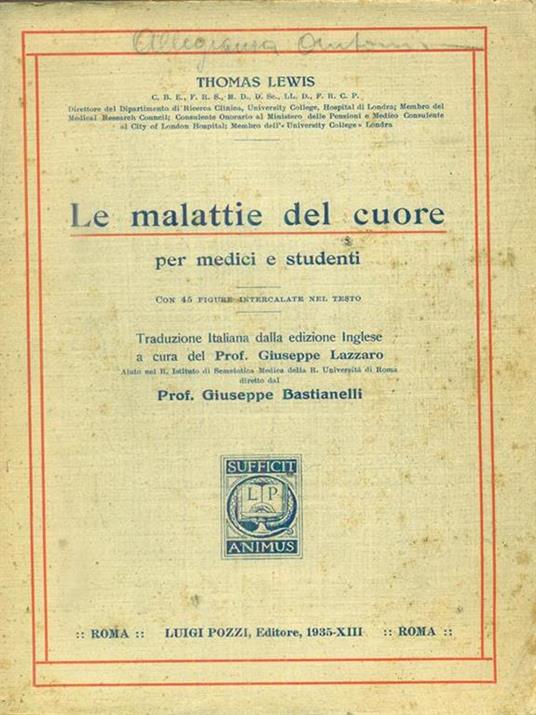 Allegranza Antonio
THOMAS LEWIS
C. B. E., F. R. S., M. D., D. Sc., LL. D., F. R. C. P.
Direttore del Dipartimento di Ricerca Clinica, University College, Hospital di Londra; Membro del
Medical Research Council; Consulente Onorario al Ministero delle Pensioni e Medico Consulente
al City of London Hospital; Membro dell'« University College » Londra
Le malattie del cuore
per medici e studenti
CON 45 FIGURE INTERCALATE NEL TESTO
Traduzione Italiana dalla edizione Inglese
a cura del Prof. Giuseppe Lazzaro
Aiuto nel R. Istituto di Semeiotica Medica della R. Università di Roma
diretto dal
Prof. Giuseppe Bastianelli
SUFFICIT
L P
ANIMUS
:: ROMA :: LUIGI POZZI, Editore, 1935-XIII :: ROMA ::